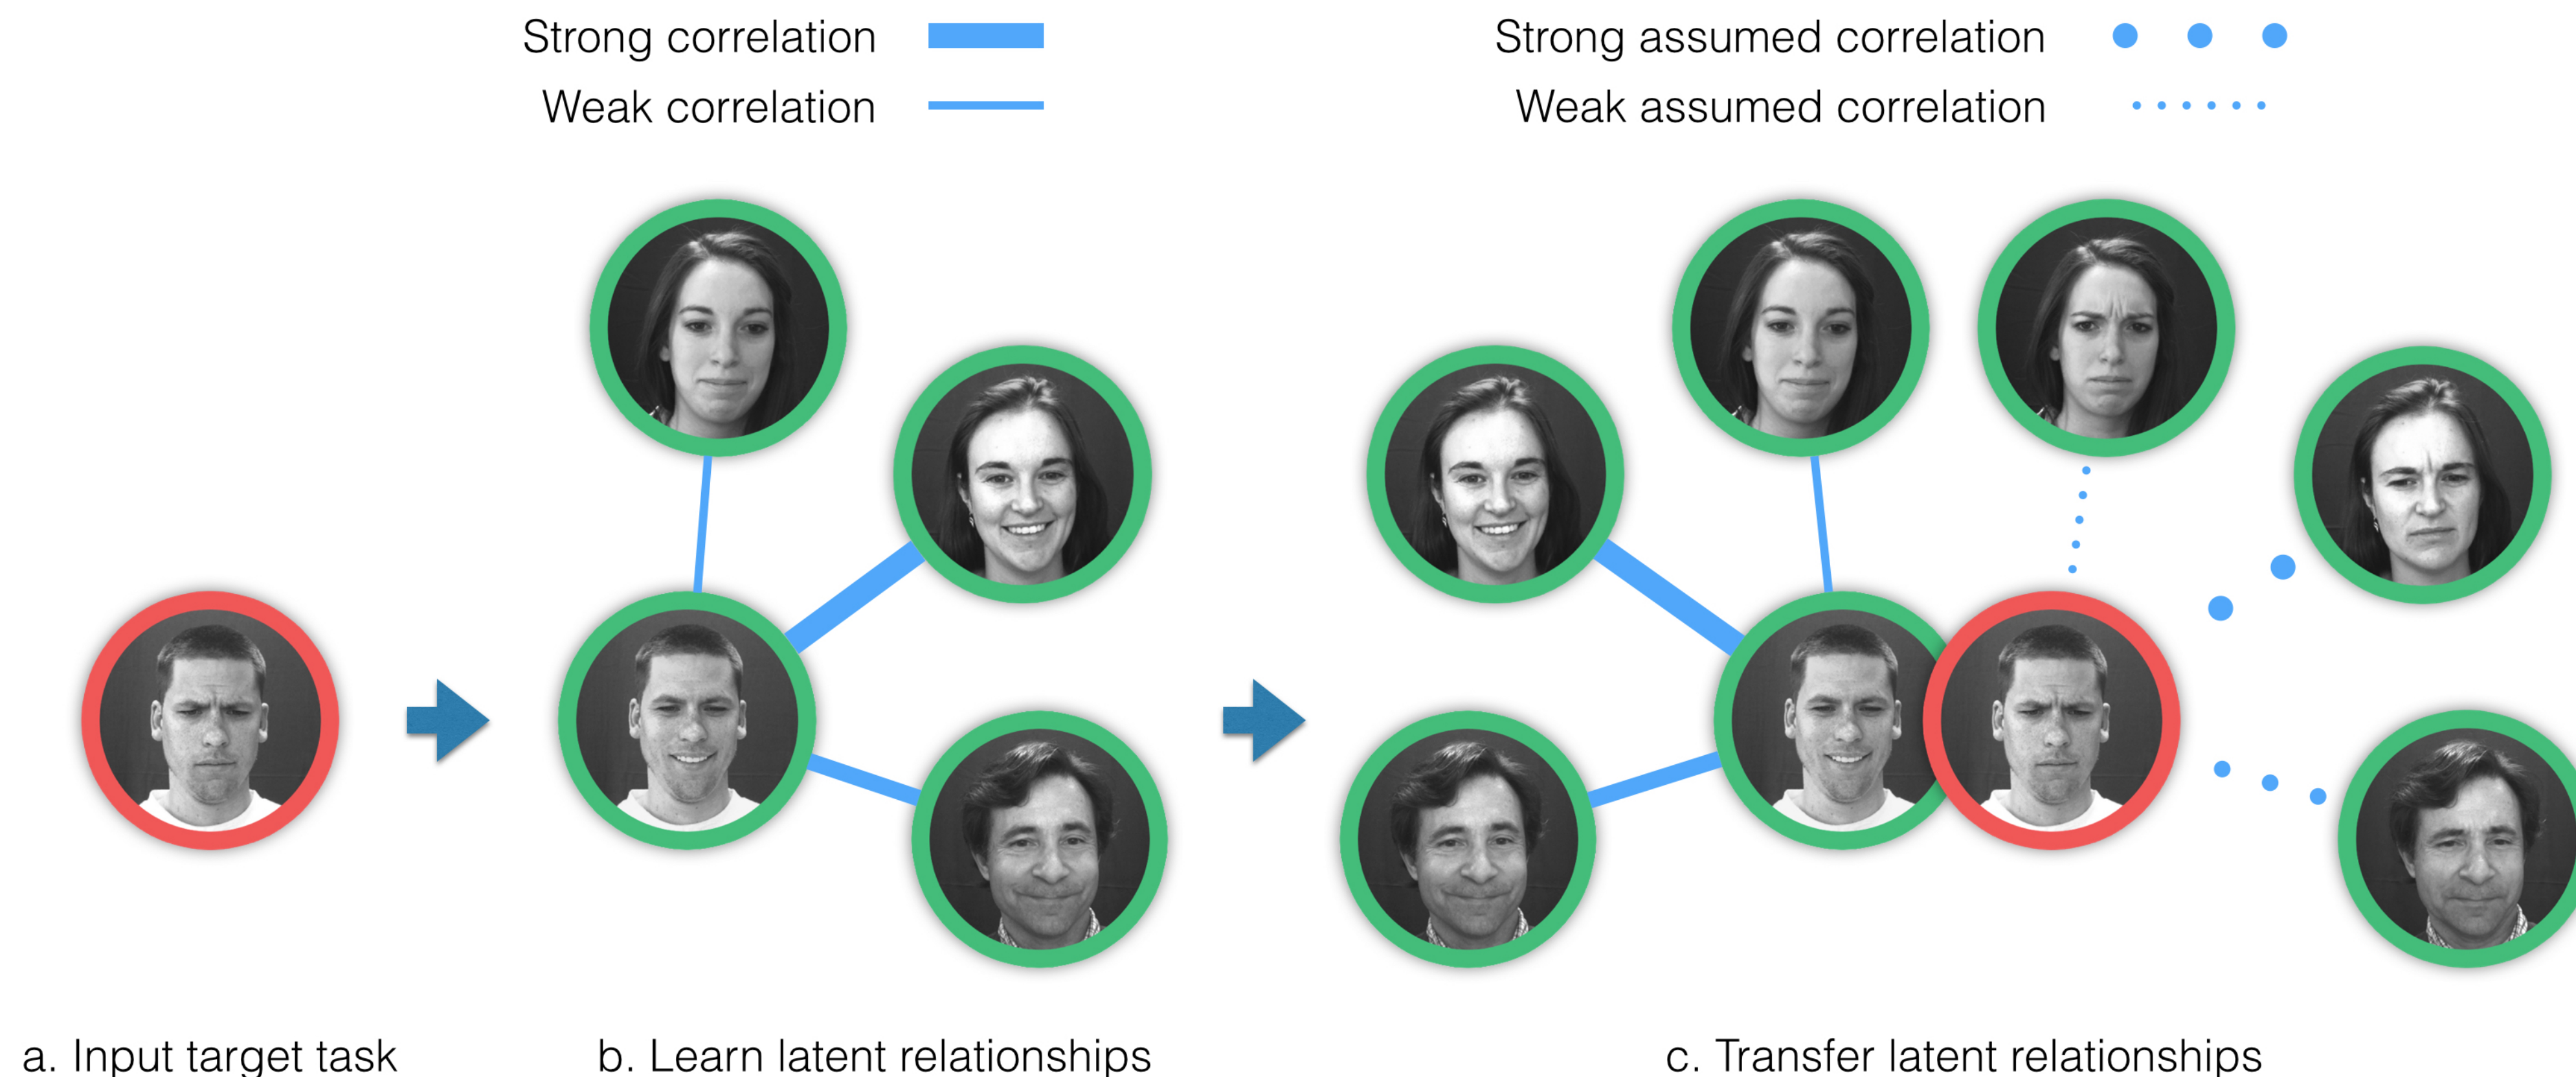 Strong correlation
Weak correlation
Strong assumed correlation
Weak assumed correlation
a. Input target task
b. Learn latent relationships
c. Transfer latent relationships